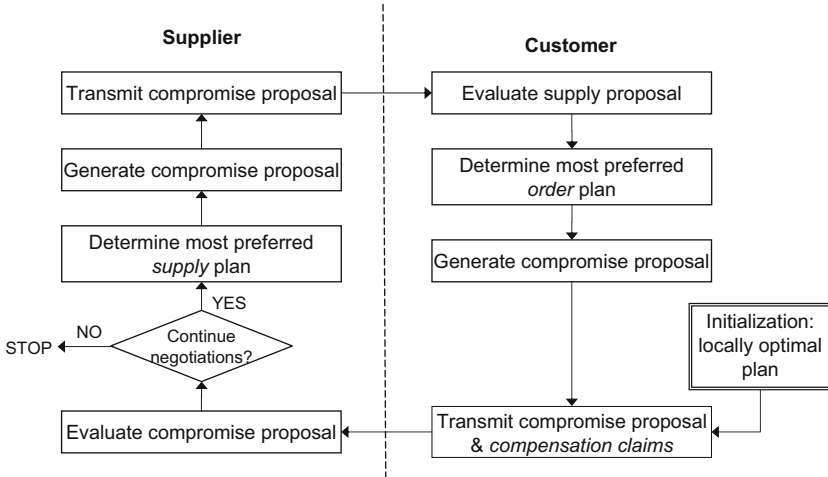 Supplier
Customer
Transmit compromise proposal
Evaluate supply proposal
Generate compromise proposal
Determine most preferred
order plan
Determine most preferred
supply plan
Generate compromise proposal
YES
NO
STOP
Continue
negotiations?
Initialization:
locally optimal
plan
Evaluate compromise proposal
Transmit compromise proposal
& compensation claims